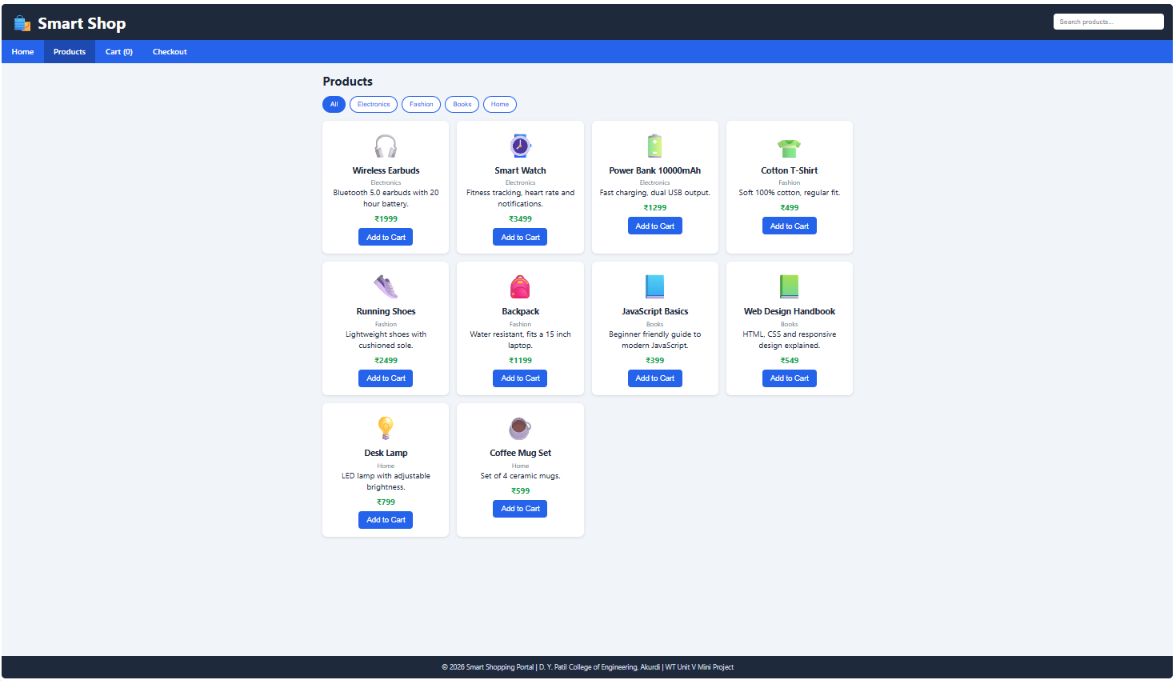 Smart Shop
Search products...
Home Products Cart (0) Checkout
Products
All Electronics Fashion Books Home
Wireless Earbuds
Electronics
Bluetooth 5.0 earbuds with 20
hour battery.
₹1999
Add to Cart
Smart Watch
Electronics
Fitness tracking, heart rate and
notifications.
₹3499
Add to Cart
Power Bank 10000mAh
Electronics
Fast charging, dual USB output.
₹1299
Add to Cart
Cotton T-Shirt
Fashion
Soft 100% cotton, regular fit.
₹499
Add to Cart
Running Shoes
Fashion
Lightweight shoes with
cushioned sole.
₹2499
Add to Cart
Backpack
Fashion
Water resistant, fits a 15 inch
laptop.
₹1199
Add to Cart
JavaScript Basics
Books
Beginner friendly guide to
modern JavaScript.
₹399
Add to Cart
Web Design Handbook
Books
HTML, CSS and responsive
design explained.
₹549
Add to Cart
Desk Lamp
Home
LED lamp with adjustable
brightness.
₹799
Add to Cart
Coffee Mug Set
Home
Set of 4 ceramic mugs.
₹599
Add to Cart
© 2026 Smart Shopping Portal | D. Y. Patil College of Engineering, Akurdi | WT Unit V Mini Project